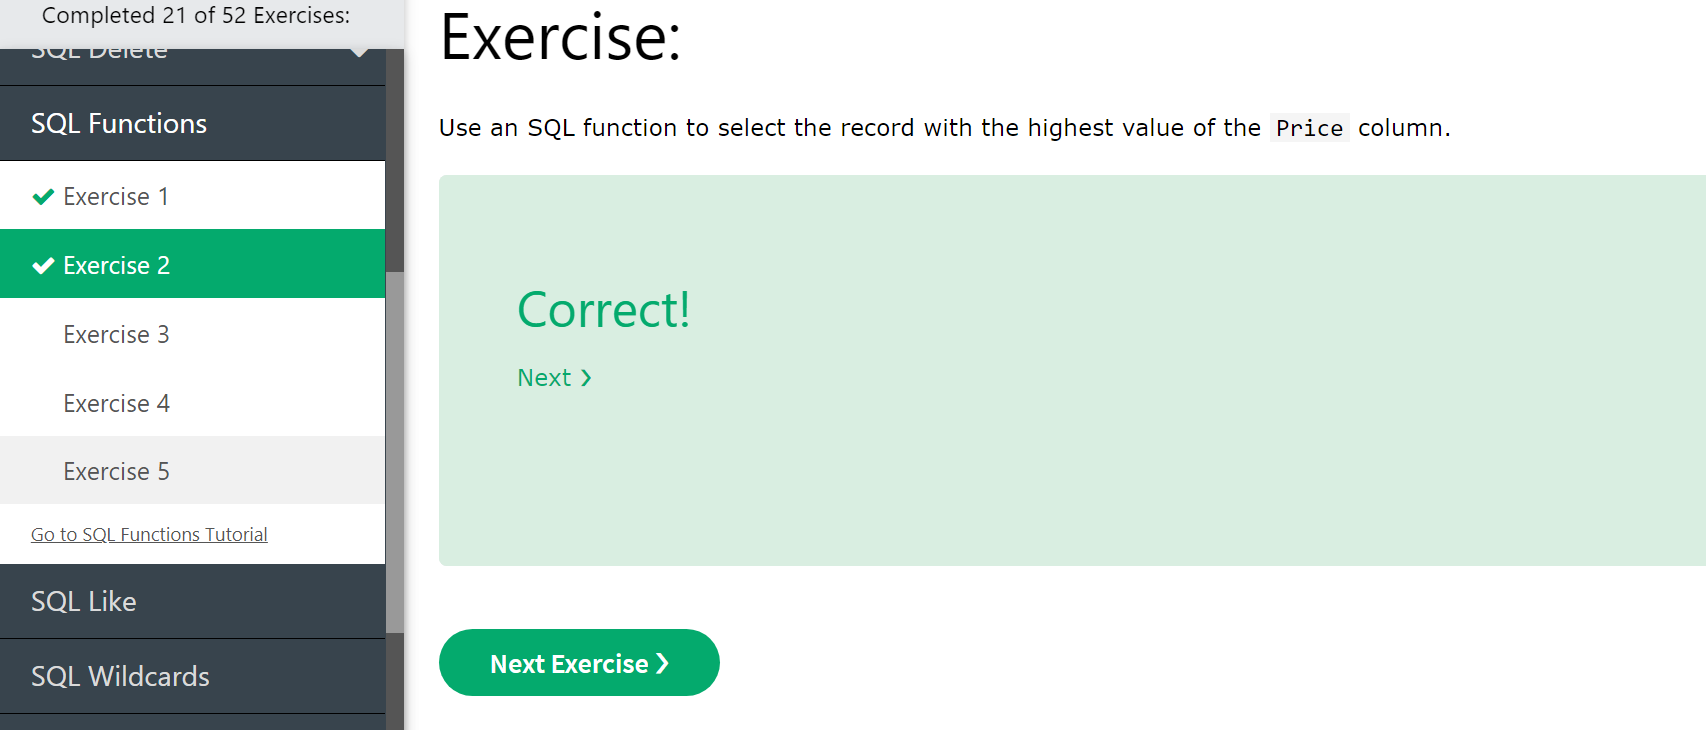 Completed 21 of 52 Exercises:
SQL Delete
SQL Functions
Exercise 1
Exercise 2
Exercise 3
Exercise 4
Exercise 5
Go to SQL Functions Tutorial
SQL Like
SQL Wildcards
Exercise:
Use an SQL function to select the record with the highest value of the Price column.
Correct!
Next ❯
Next Exercise ❯